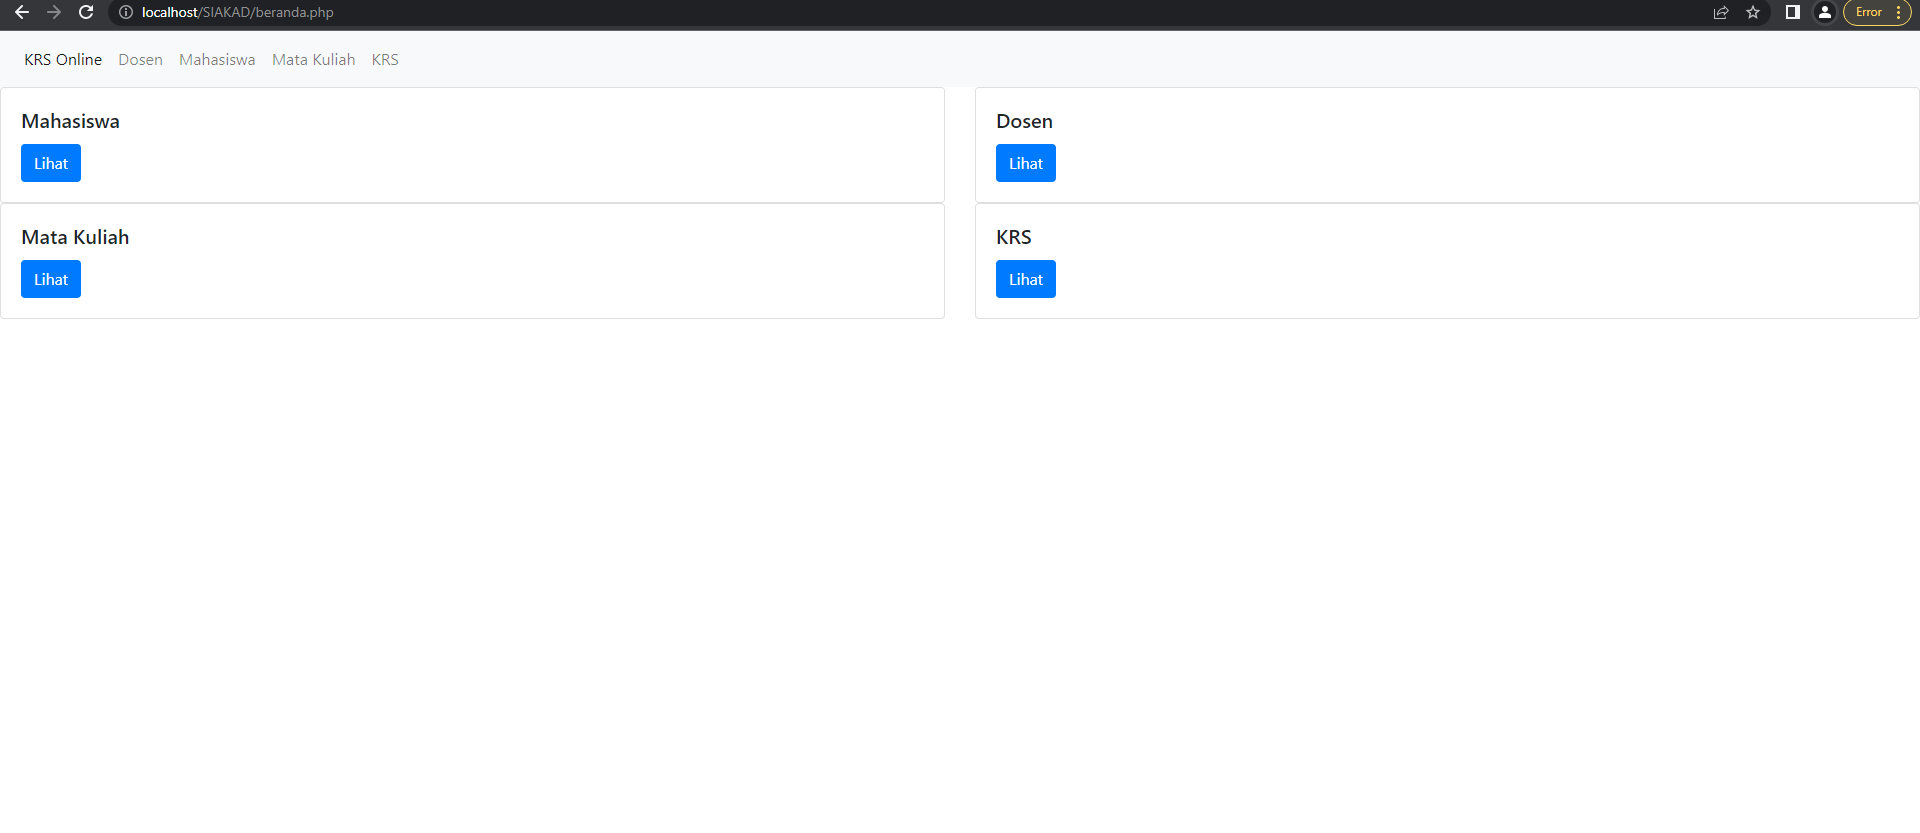 localhost/SIAKAD/beranda.php Error
KRS Online Dosen Mahasiswa Mata Kuliah KRS
Mahasiswa
Lihat
Dosen
Lihat
Mata Kuliah
Lihat
KRS
Lihat